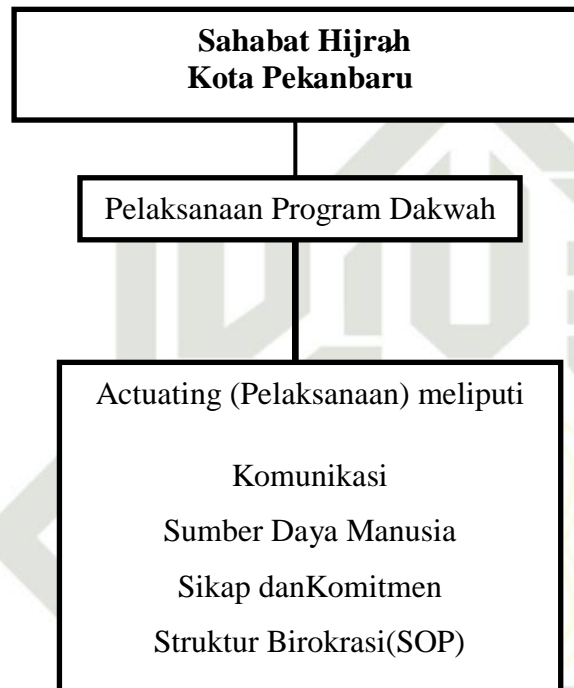 Sahabat Hijrah
Kota Pekanbaru
Pelaksanaan Program Dakwah
Actuating (Pelaksanaan) meliputi
Komunikasi
Sumber Daya Manusia
Sikap danKomitmen
Struktur Birokrasi(SOP)